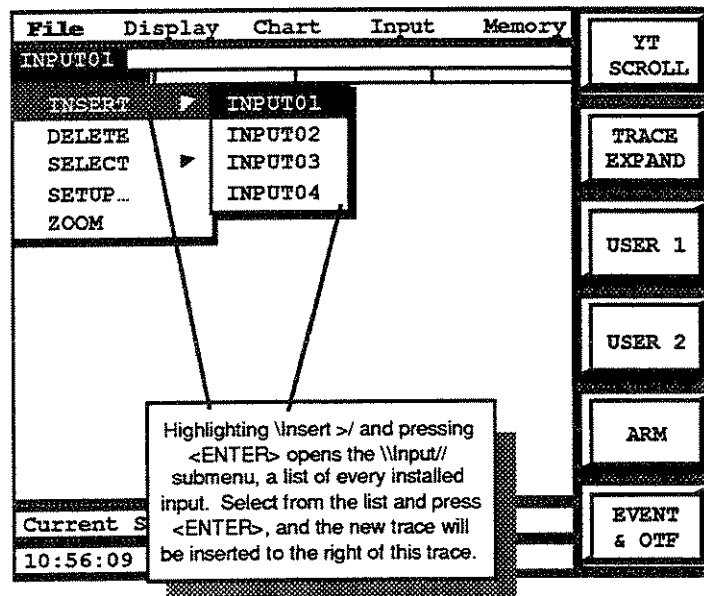 File Display Chart Input Memory
INPUT01
INSERT
DELETE
SELECT
SETUP…
ZOOM
INPUT01
INPUT02
INPUT03
INPUT04
Highlighting \Insert >/ and pressing
<ENTER> opens the \\Input//
submenu, a list of every installed
input. Select from the list and press
<ENTER>, and the new trace will
be inserted to the right of this trace.
Current S
10:56:09
YT
SCROLL
TRACE
EXPAND
USER 1
USER 2
ARM
EVENT
& OTF